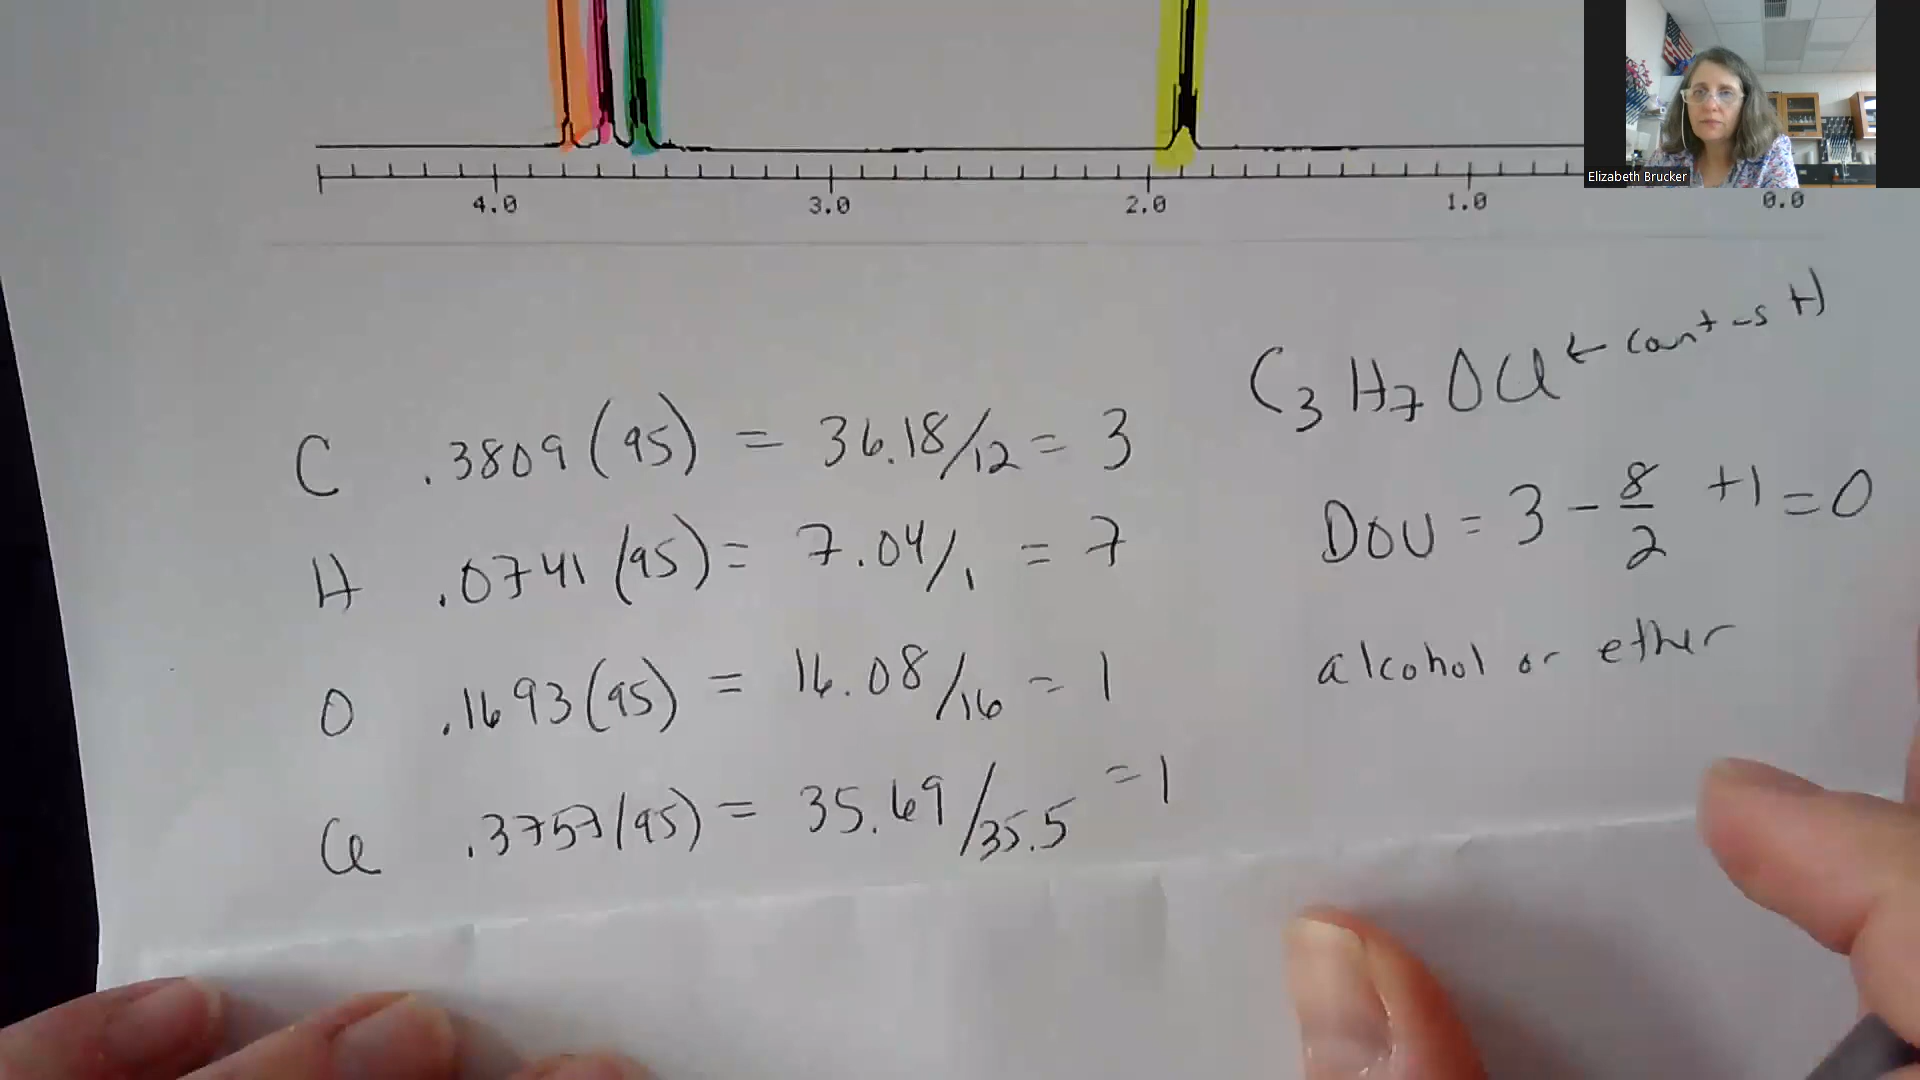 Elizabeth Brucker
4.0 3.0 2.0 1.0 0.0
C3H7OCl ← count as H
C .3809(95) = 36.18/12 = 3
H .0741(95) = 7.04/1 = 7
O .1693(95) = 16.08/16 = 1
Cl .3757(95) = 35.69/35.5 = 1
DOU = 3 - 8/2 + 1 = 0
alcohol or ether